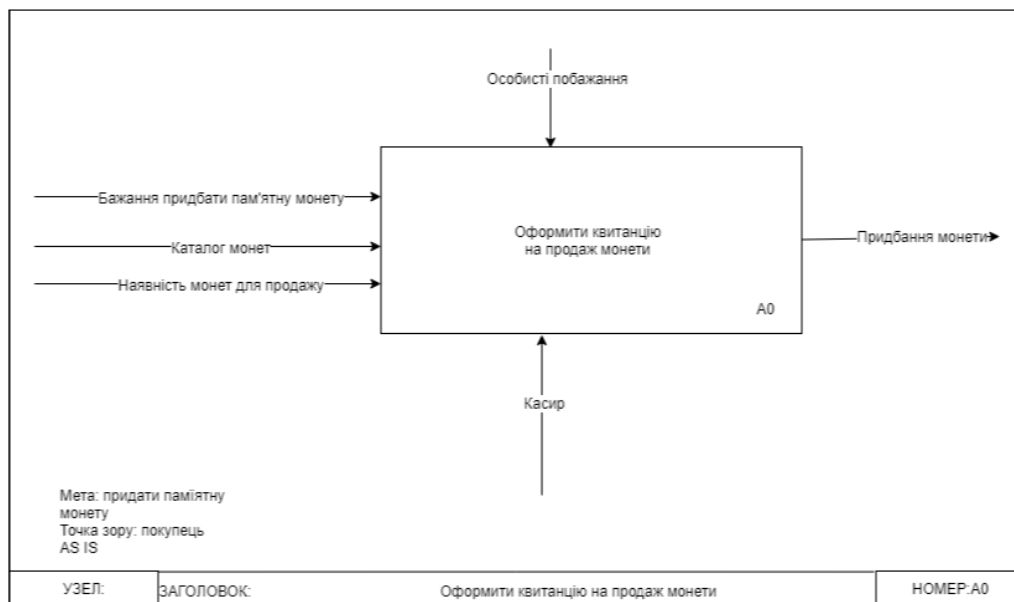 Особисті побажання
Бажання придбати пам'ятну монету
Каталог монет
Наявність монет для продажу
Оформити квитанцію
на продаж монети
A0
Придбання монети
Касир
Мета: придати памїятну
монету
Точка зору: покупець
AS IS
УЗЕЛ:
ЗАГОЛОВОК:
Оформити квитанцію на продаж монети
НОМЕР:A0